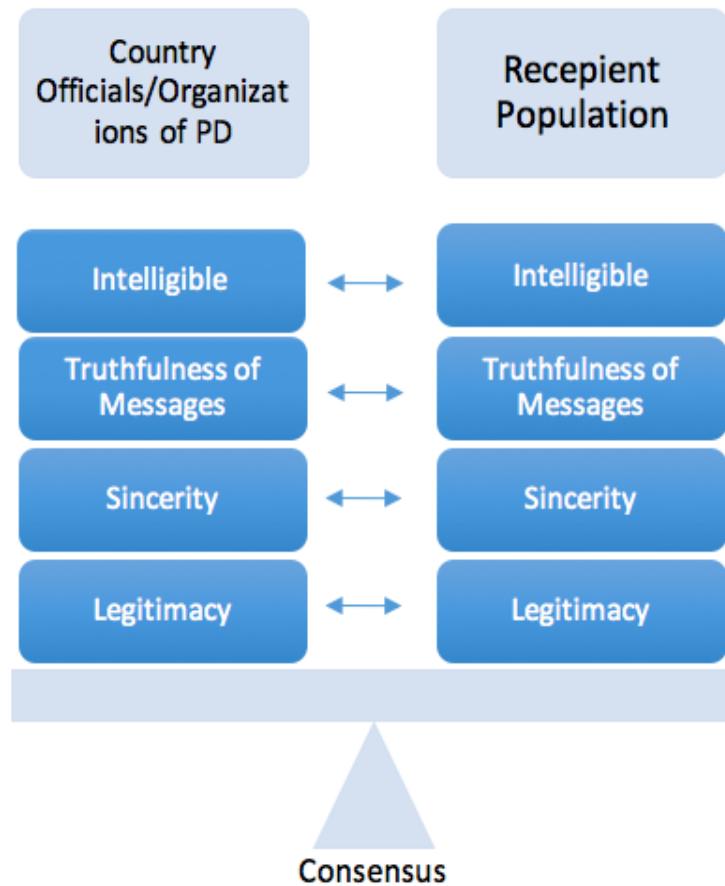 Country
Officials/Organizat
ions of PD
Recepient
Population
Intelligible
Intelligible
Truthfulness of
Messages
Truthfulness of
Messages
Sincerity
Sincerity
Legitimacy
Legitimacy
Consensus